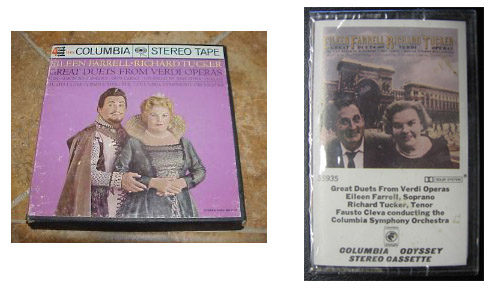 COLUMBIA STEREO TAPE
EILEEN FARRELL · RICHARD TUCKER
GREAT DUETS FROM VERDI OPERAS
EILEEN FARRELL RICHARD TUCKER
GREAT DUETS FROM VERDI OPERAS
DOLBY SYSTEM
Great Duets From Verdi Operas
Eileen Farrell, Soprano
Richard Tucker, Tenor
Fausto Cleva conducting the
Columbia Symphony Orchestra
COLUMBIA ODYSSEY
STEREO CASSETTE